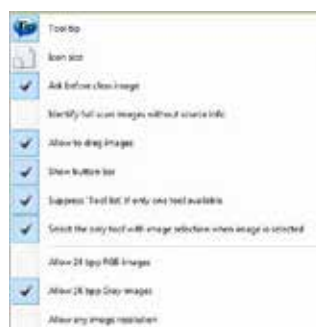 Tool tip
Icon size
Ask before close image
Identify full scan images without source info
Allow to drag images
Show button bar
Suppress 'Tool list' if only one tool available
Select the only tool with image selection when image is selected
Allow 24 bpp RGB images
Allow 16 bpp Gray images
Allow any image resolution